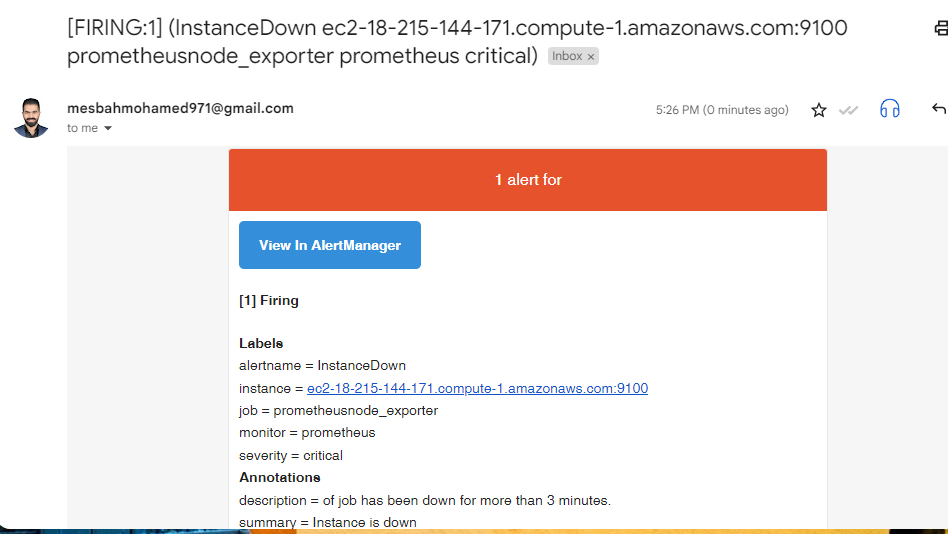 [FIRING:1] (InstanceDown ec2-18-215-144-171.compute-1.amazonaws.com:9100
prometheusnode_exporter prometheus critical) Inbox ×
mesbahmohamed971@gmail.com 5:26 PM (0 minutes ago)
to me
1 alert for
View In AlertManager
[1] Firing
Labels
alertname = InstanceDown
instance = ec2-18-215-144-171.compute-1.amazonaws.com:9100
job = prometheusnode_exporter
monitor = prometheus
severity = critical
Annotations
description = of job has been down for more than 3 minutes.
summary = Instance is down